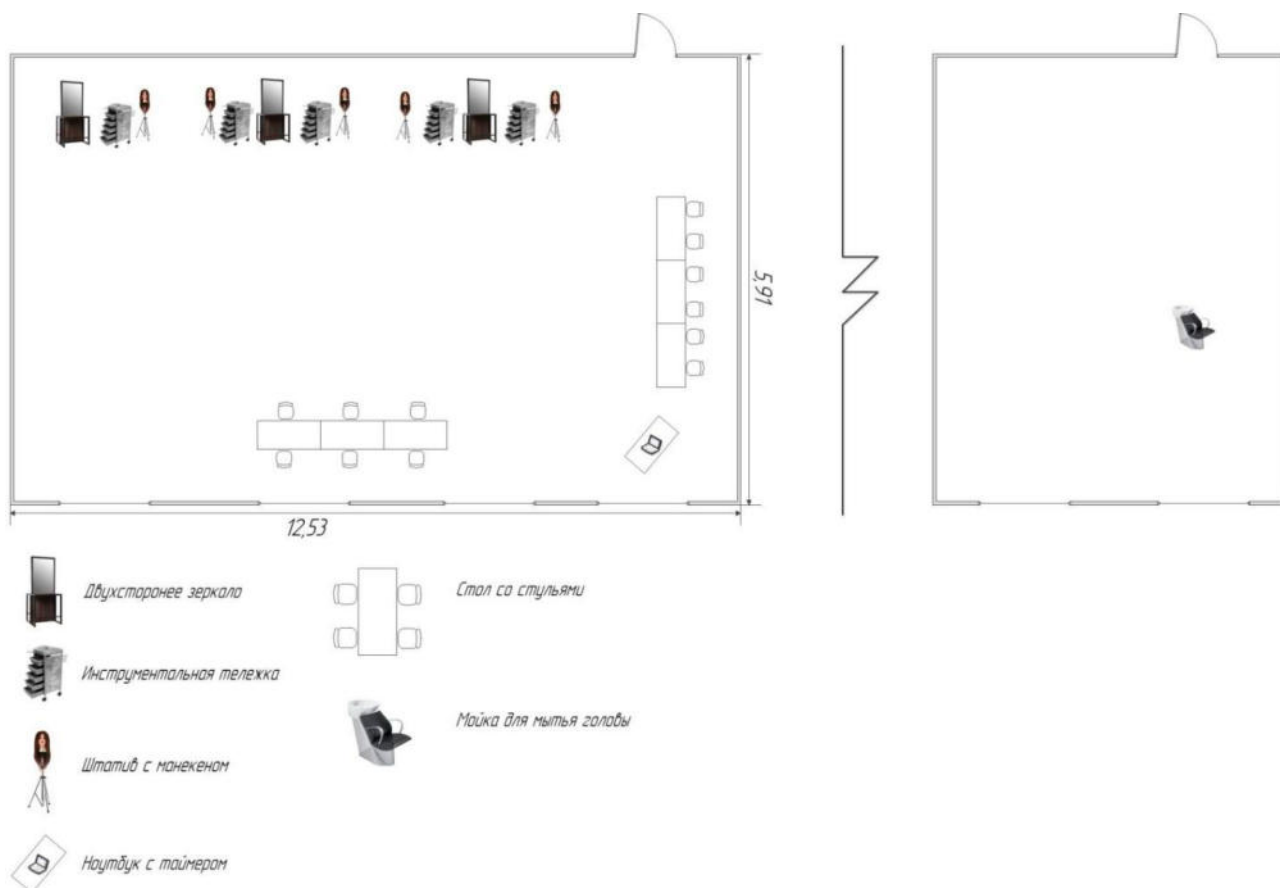 5,91
12,53
Двухсторонее зеркало
Стол со стульями
Инструментальная тележка
Мойка для мытья головы
Штатив с манекеном
Ноутбук с таймером